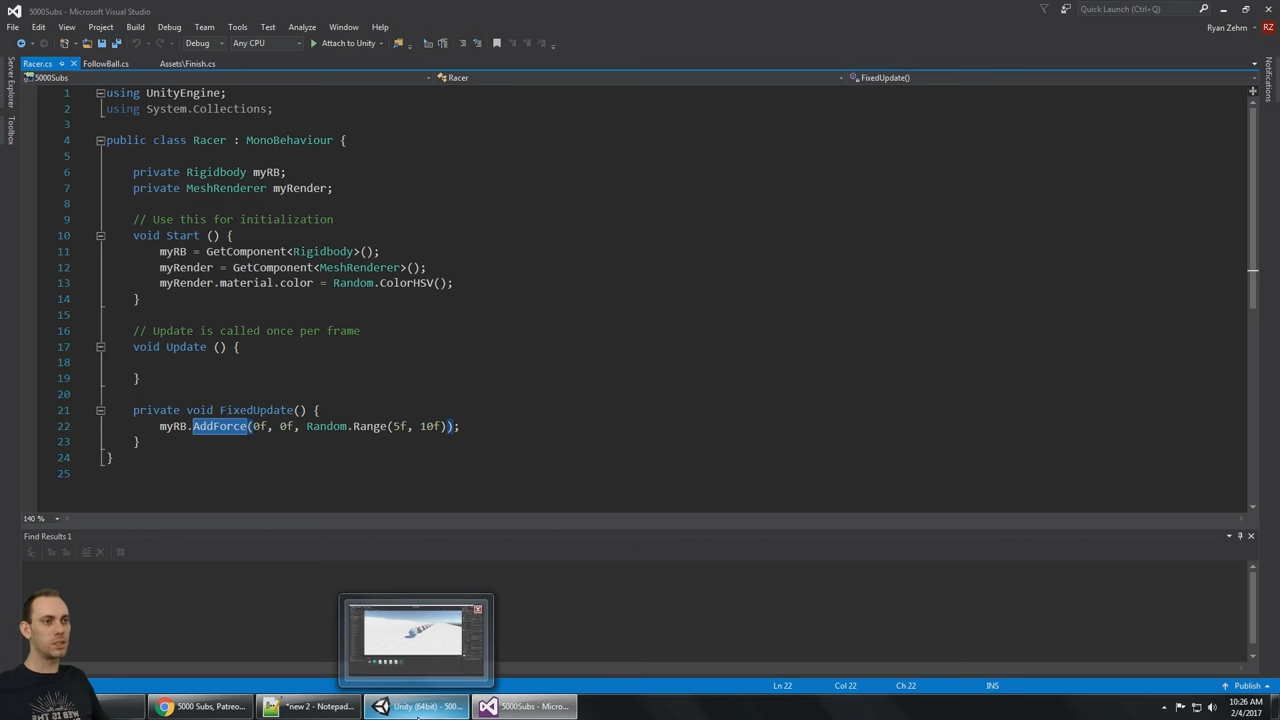 5000Subs - Microsoft Visual Studio
Quick Launch (Ctrl+Q)
File Edit View Project Build Debug Team Tools Test Analyze Window Help
Ryan Zehm RZ
Debug Any CPU Attach to Unity
Racer.cs FollowBall.cs Assets\Finish.cs
5000Subs Racer FixedUpdate()
Server Explorer
Toolbox
Notifications
1 using UnityEngine;
2 using System.Collections;
3
4 public class Racer : MonoBehaviour {
5
6 private Rigidbody myRB;
7 private MeshRenderer myRender;
8
9 // Use this for initialization
10 void Start () {
11 myRB = GetComponent<Rigidbody>();
12 myRender = GetComponent<MeshRenderer>();
13 myRender.material.color = Random.ColorHSV();
14 }
15
16 // Update is called once per frame
17 void Update () {
18
19 }
20
21 private void FixedUpdate() {
22 myRB.AddForce(0f, 0f, Random.Range(5f, 10f));
23 }
24 }
25
140 %
Find Results 1
Ln 22 Col 22 Ch 22 INS Publish
5000 Subs, Patreo... *new 2 - Notepad... Unity (64bit) - 500... 5000Subs - Micro...
10:26 AM
2/4/2017